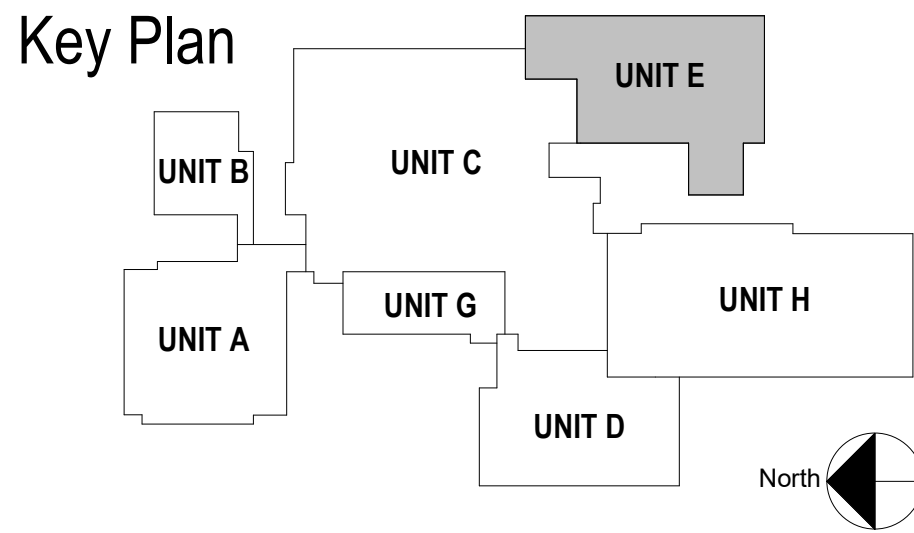 Key Plan
UNIT E
UNIT B
UNIT C
UNIT G
UNIT H
UNIT A
UNIT D
North